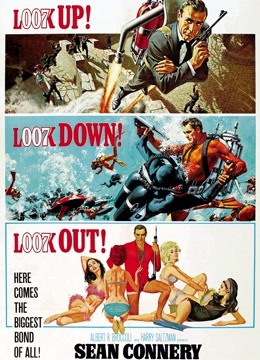 LOO7K UP!
LOO7K DOWN!
LOO7K OUT!
HERE
COMES
THE
BIGGEST
BOND
OF ALL!
ALBERT R. BROCCOLI and HARRY SALTZMAN
SEAN CONNERY